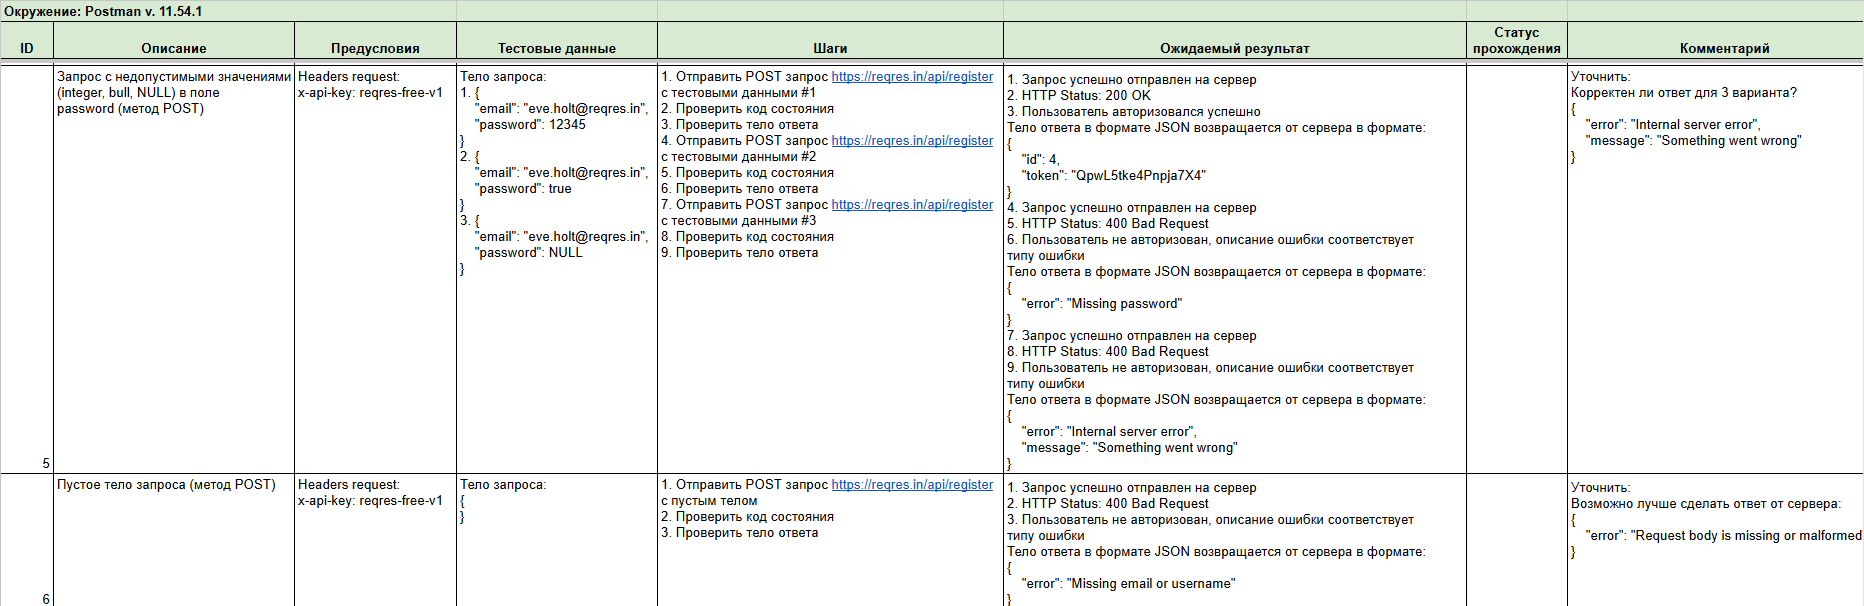 Окружение: Postman v. 11.54.1
ID
Описание
Предусловия
Тестовые данные
Шаги
Ожидаемый результат
Статус
прохождения
Комментарий
5
Запрос с недопустимыми значениями
(integer, bull, NULL) в поле
password (метод POST)
Headers request:
x-api-key: reqres-free-v1
Тело запроса:
1. {
"email": "eve.holt@reqres.in",
"password": 12345
}
2. {
"email": "eve.holt@reqres.in",
"password": true
}
3. {
"email": "eve.holt@reqres.in",
"password": NULL
}
1. Отправить POST запрос https://reqres.in/api/register
с тестовыми данными #1
2. Проверить код состояния
3. Проверить тело ответа
4. Отправить POST запрос https://reqres.in/api/register
с тестовыми данными #2
5. Проверить код состояния
6. Проверить тело ответа
7. Отправить POST запрос https://reqres.in/api/register
с тестовыми данными #3
8. Проверить код состояния
9. Проверить тело ответа
1. Запрос успешно отправлен на сервер
2. HTTP Status: 200 OK
3. Пользователь авторизовался успешно
Тело ответа в формате JSON возвращается от сервера в формате:
{
"id": 4,
"token": "QpwL5tke4Pnpja7X4"
}
4. Запрос успешно отправлен на сервер
5. HTTP Status: 400 Bad Request
6. Пользователь не авторизован, описание ошибки соответствует
типу ошибки
Тело ответа в формате JSON возвращается от сервера в формате:
{
"error": "Missing password"
}
7. Запрос успешно отправлен на сервер
8. HTTP Status: 400 Bad Request
9. Пользователь не авторизован, описание ошибки соответствует
типу ошибки
Тело ответа в формате JSON возвращается от сервера в формате:
{
"error": "Internal server error",
"message": "Something went wrong"
}
Уточнить:
Корректен ли ответ для 3 варианта?
{
"error": "Internal server error",
"message": "Something went wrong"
}
6
Пустое тело запроса (метод POST)
Headers request:
x-api-key: reqres-free-v1
Тело запроса:
{
}
1. Отправить POST запрос https://reqres.in/api/register
с пустым телом
2. Проверить код состояния
3. Проверить тело ответа
1. Запрос успешно отправлен на сервер
2. HTTP Status: 400 Bad Request
3. Пользователь не авторизован, описание ошибки соответствует
типу ошибки
Тело ответа в формате JSON возвращается от сервера в формате:
{
"error": "Missing email or username"
}
Уточнить:
Возможно лучше сделать ответ от сервера:
{
"error": "Request body is missing or malformed
}